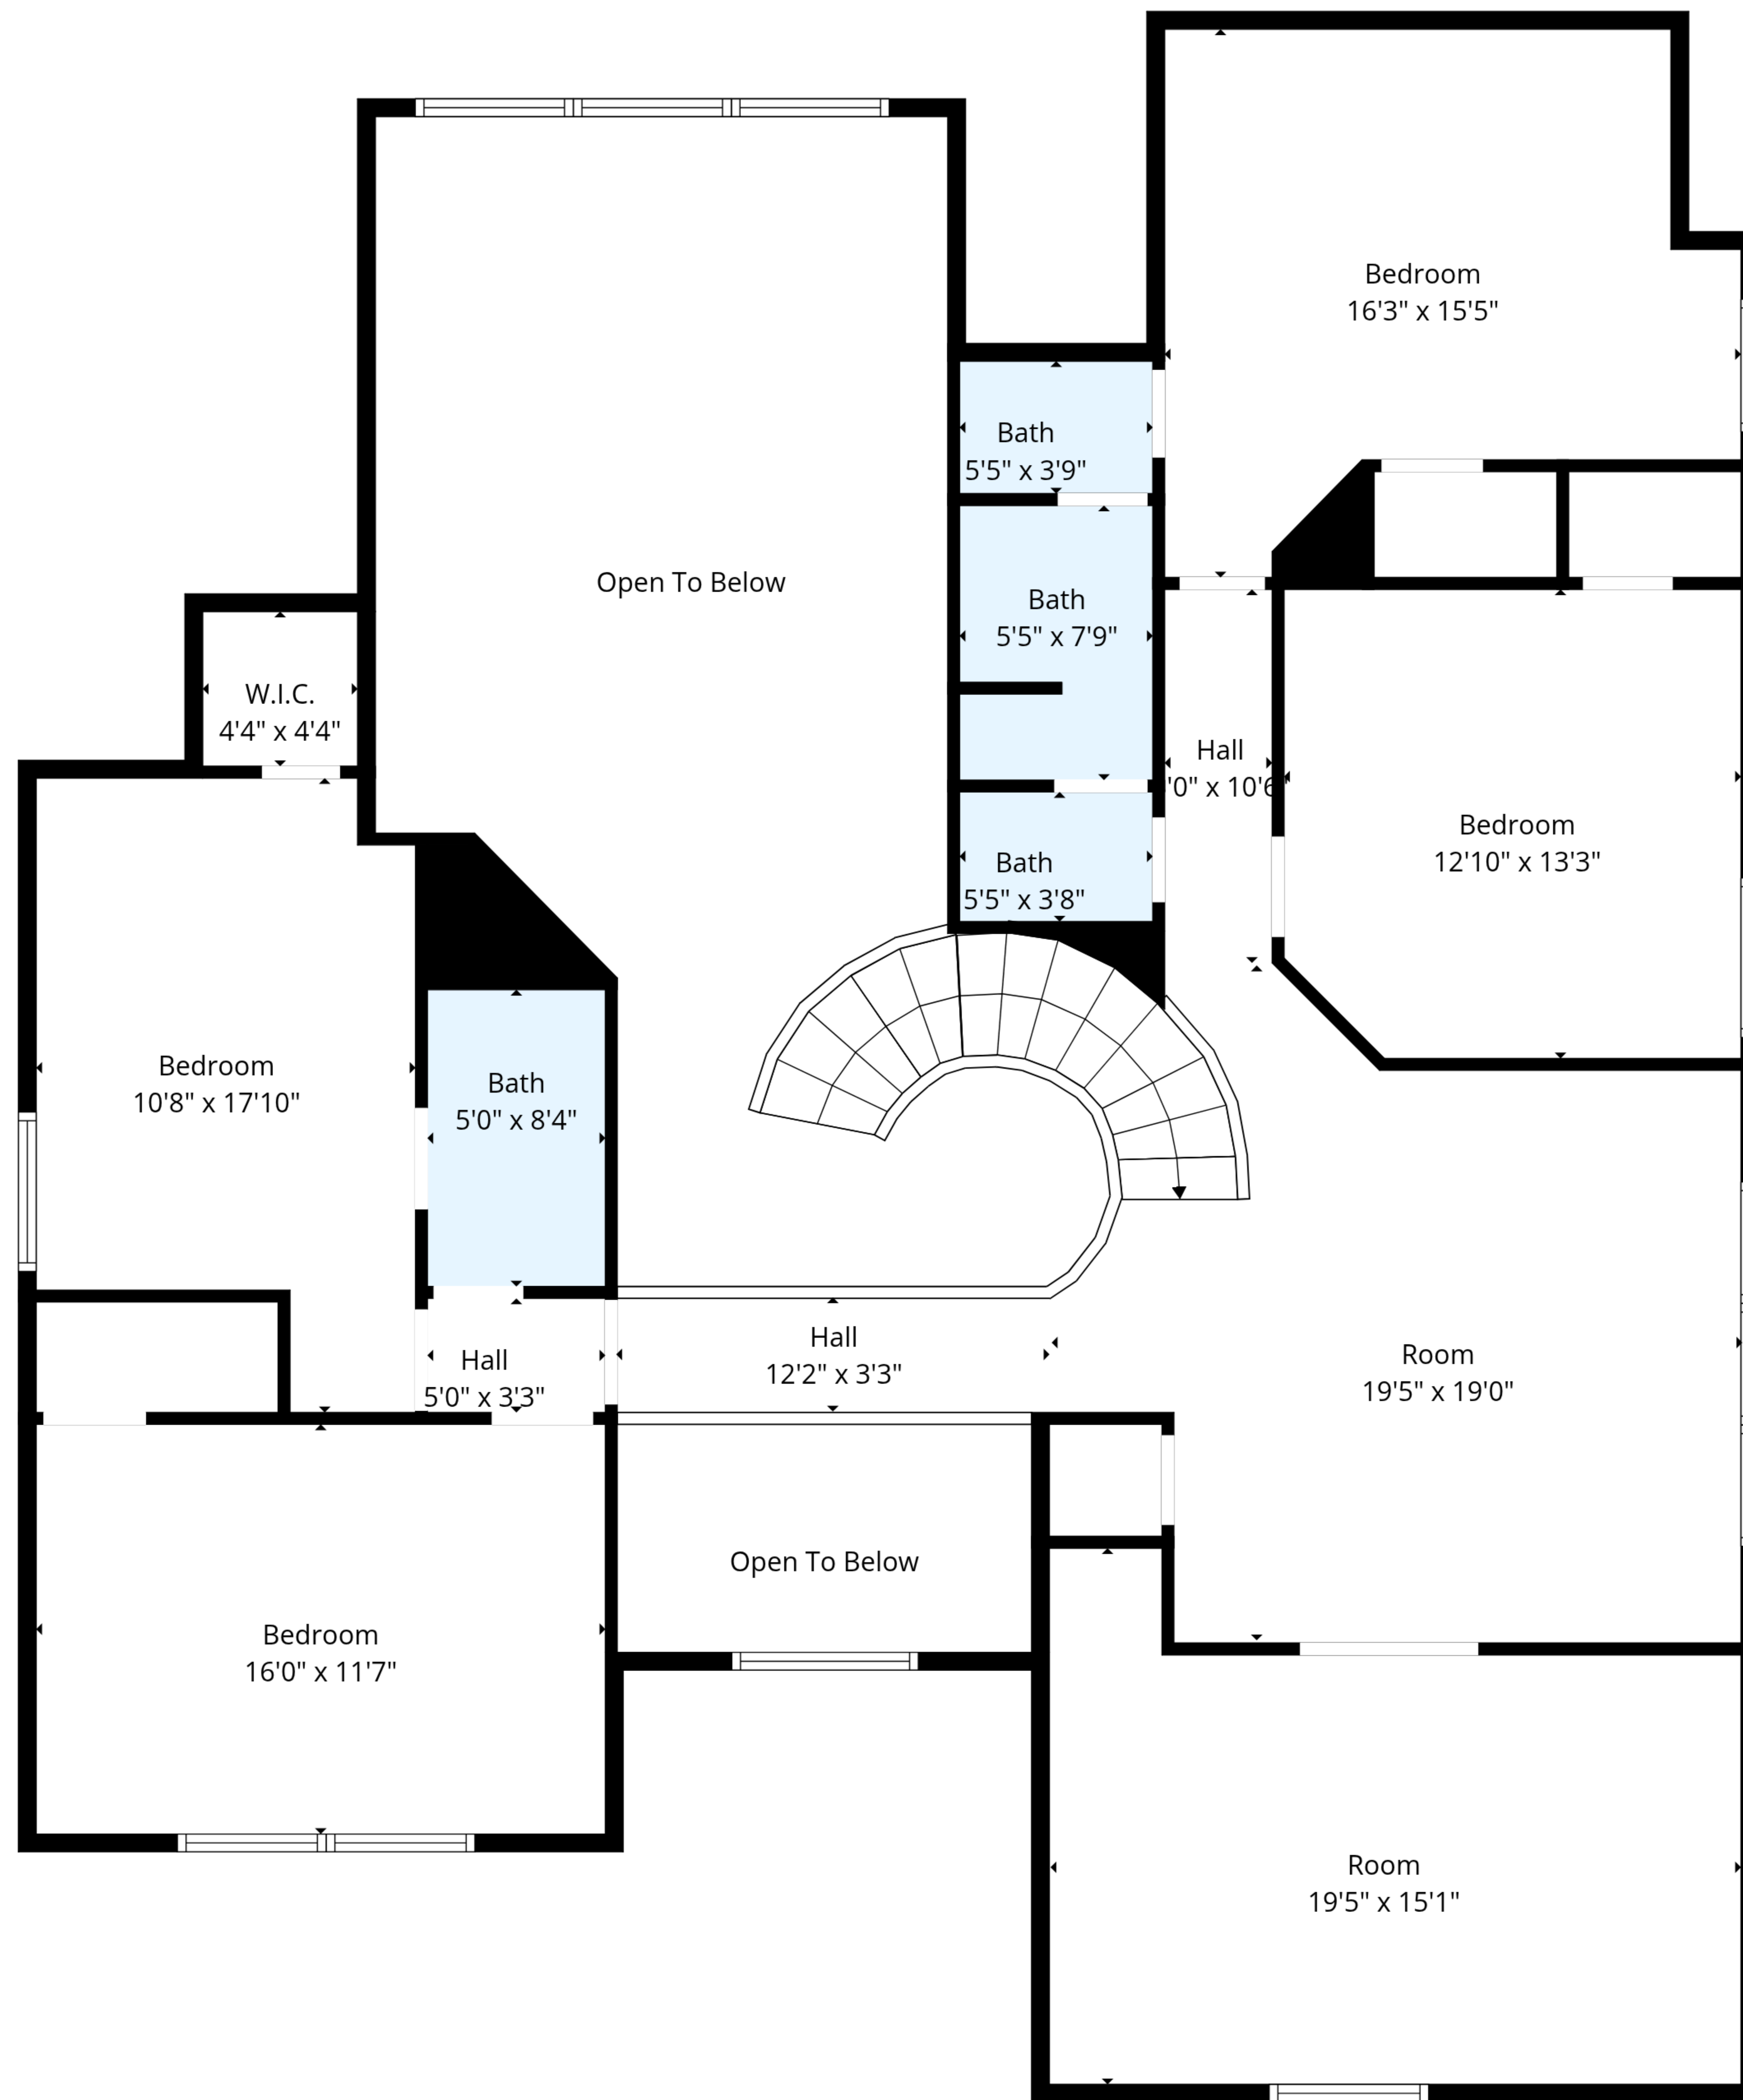 Bedroom
16'3" x 15'5"
Bath
5'5" x 3'9"
Open To Below
Bath
5'5" x 7'9"
W.I.C.
4'4" x 4'4"
Hall
'0" x 10'6
Bedroom
12'10" x 13'3"
Bath
5'5" x 3'8"
Bedroom
10'8" x 17'10"
Bath
5'0" x 8'4"
Hall
5'0" x 3'3"
Hall
12'2" x 3'3"
Room
19'5" x 19'0"
Open To Below
Bedroom
16'0" x 11'7"
Room
19'5" x 15'1"